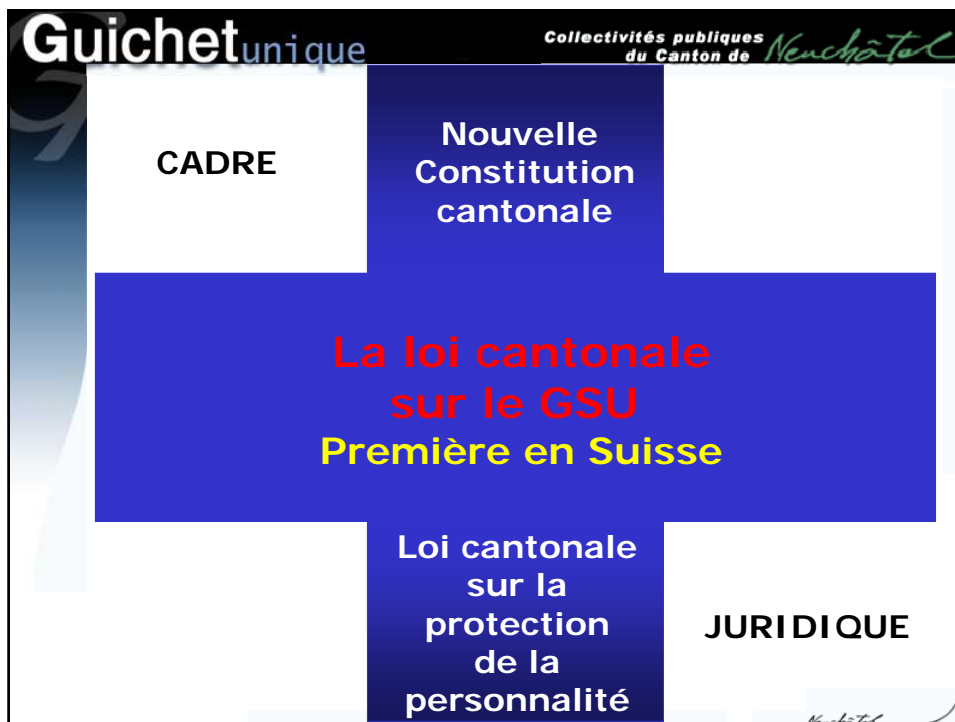 Guichetunique
Collectivités publiques
du Canton de Neuchâtel
CADRE
Nouvelle
Constitution
cantonale
La loi cantonale
sur le GSU
Première en Suisse
Loi cantonale
sur la
protection
de la
personnalité
JURIDIQUE
Neuchâtel